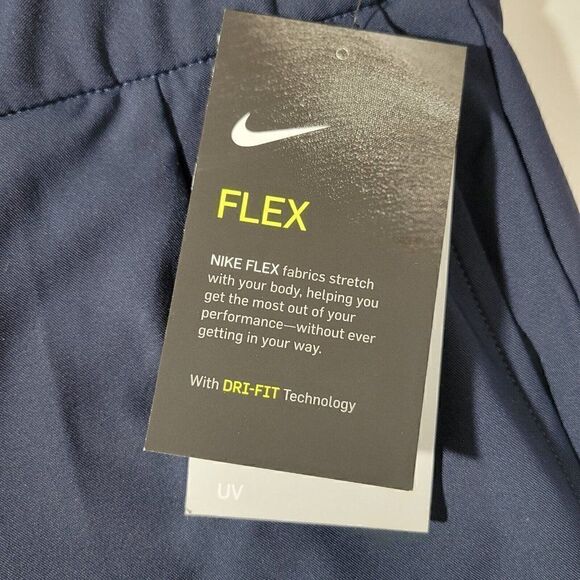 FLEX
NIKE FLEX fabrics stretch
with your body, helping you
get the most out of your
performance—without ever
getting in your way.
With DRI-FIT Technology
UV